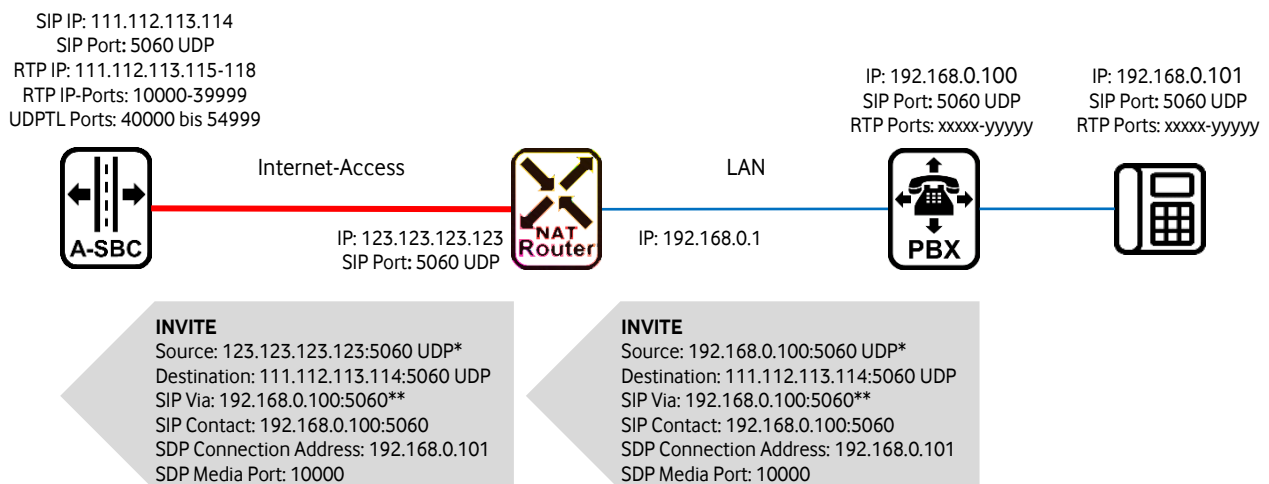 SIP IP: 111.112.113.114
SIP Port: 5060 UDP
RTP IP: 111.112.113.115-118
RTP IP-Ports: 10000-39999
UDPTL Ports: 40000 bis 54999
IP: 192.168.0.100
SIP Port: 5060 UDP
RTP Ports: xxxxx-yyyyy
IP: 192.168.0.101
SIP Port: 5060 UDP
RTP Ports: xxxxx-yyyyy
Internet-Access
LAN
A-SBC
IP: 123.123.123.123
SIP Port: 5060 UDP
NAT
Router
IP: 192.168.0.1
PBX
INVITE
Source: 123.123.123.123:5060 UDP*
Destination: 111.112.113.114:5060 UDP
SIP Via: 192.168.0.100:5060**
SIP Contact: 192.168.0.100:5060
SDP Connection Address: 192.168.0.101
SDP Media Port: 10000
INVITE
Source: 192.168.0.100:5060 UDP*
Destination: 111.112.113.114:5060 UDP
SIP Via: 192.168.0.100:5060**
SIP Contact: 192.168.0.100:5060
SDP Connection Address: 192.168.0.101
SDP Media Port: 10000